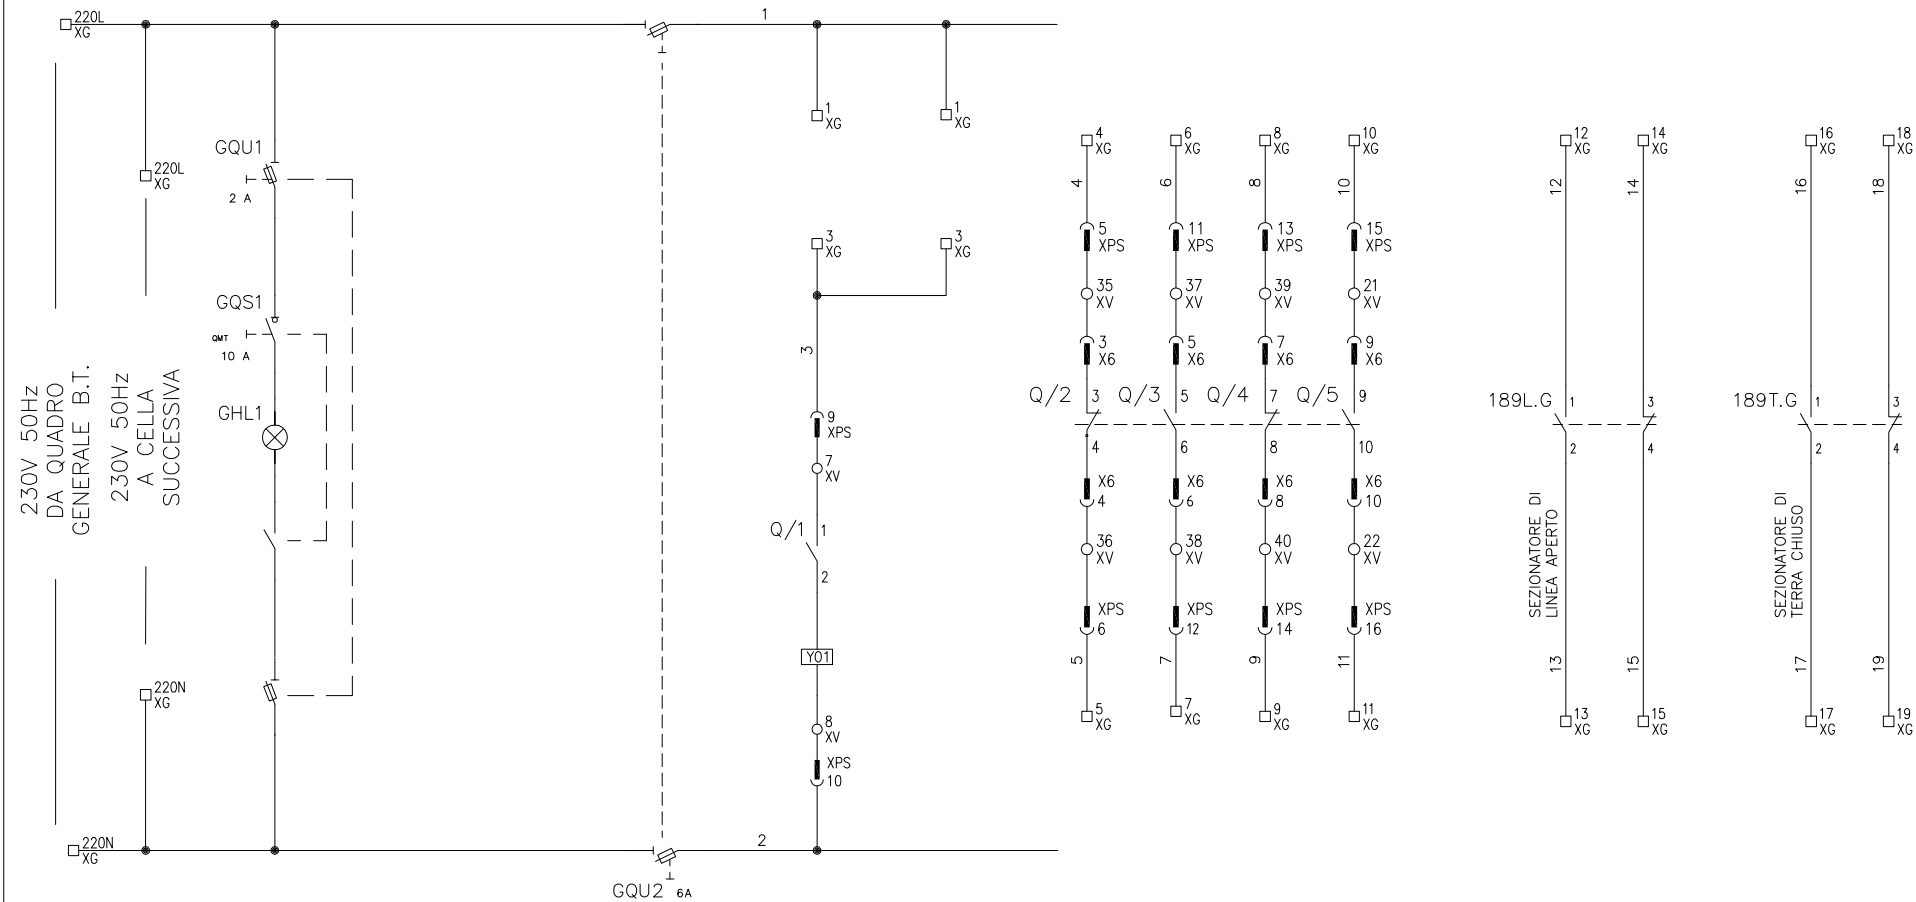 220L
XG
220L
XG
230V 50Hz
DA QUADRO
GENERALE B.T.
230V 50Hz
A CELLA
SUCCESSIVA
220N
XG
220N
XG
GQU1
2 A
GQS1
QMT
10 A
GHL1
GQU2 6A
1
1
XG
1
XG
3
XG
3
XG
3
9
XPS
7
XV
Q/1
1
2
Y01
8
XV
XPS
10
2
4
XG
4
5
XPS
35
XV
3
X6
Q/2
3
4
X6
4
36
XV
XPS
6
5
5
XG
6
XG
6
11
XPS
37
XV
5
X6
Q/3
5
6
X6
6
38
XV
XPS
12
7
7
XG
8
XG
8
13
XPS
39
XV
7
X6
Q/4
7
8
X6
8
40
XV
XPS
14
9
9
XG
10
XG
10
15
XPS
21
XV
9
X6
Q/5
9
10
X6
10
22
XV
XPS
16
11
11
XG
12
XG
12
189L.G
1
2
SEZIONATORE DI
LINEA APERTO
13
13
XG
14
XG
14
3
4
15
15
XG
16
XG
16
189T.G
1
2
SEZIONATORE DI
TERRA CHIUSO
17
17
XG
18
XG
18
3
4
19
19
XG